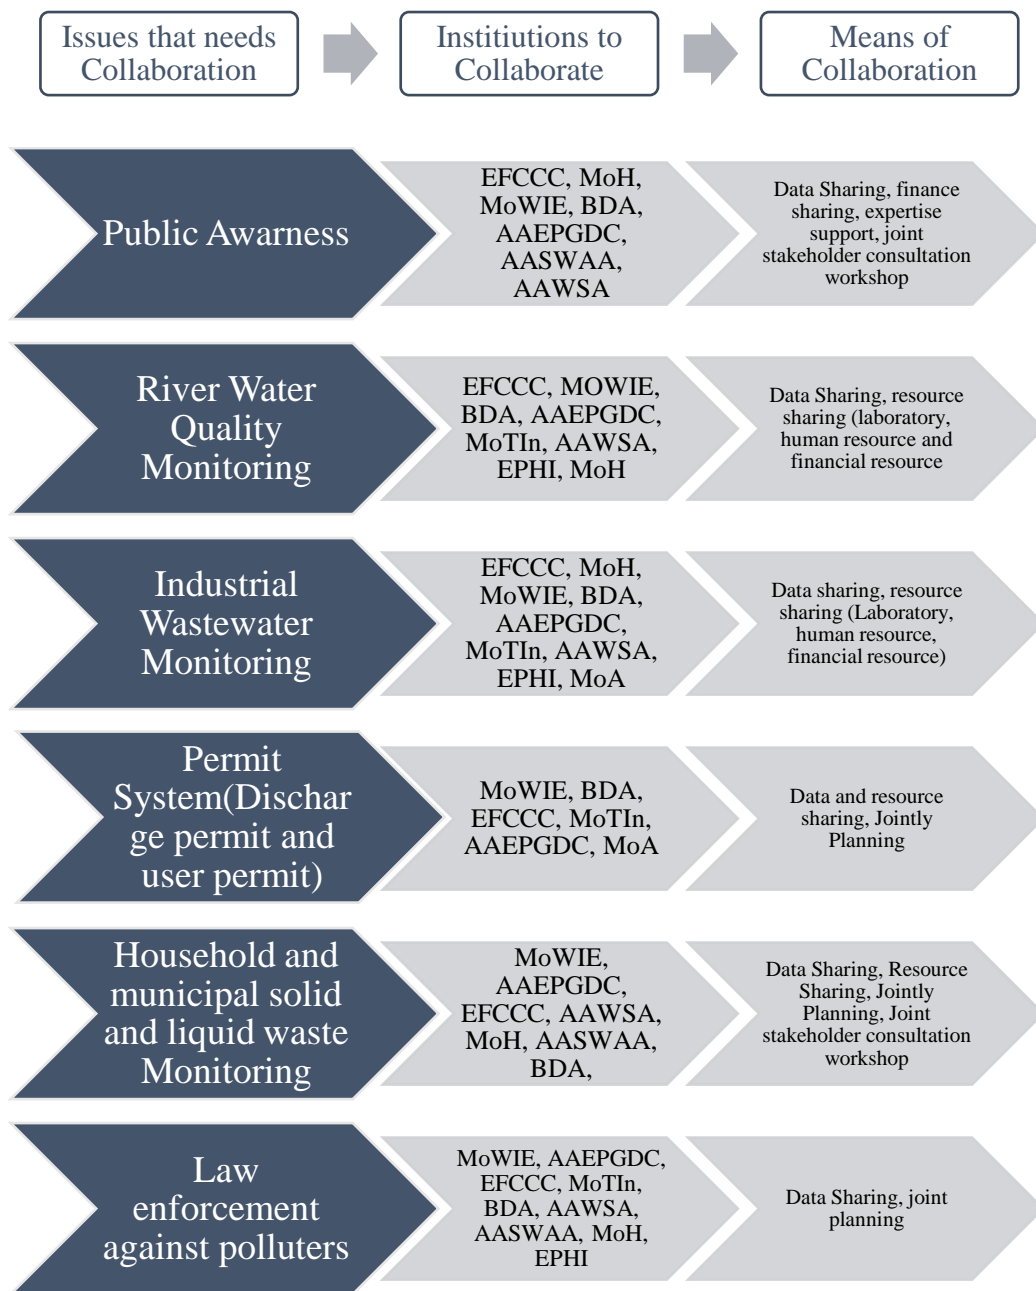 Issues that needs
Collaboration
Instiitutions to
Collaborate
Means of
Collaboration
Public Awarness
EFCCC, MoH,
MoWIE, BDA,
AAEPGDC,
AASWAA,
AAWSA
Data Sharing, finance
sharing, expertise
support, joint
stakeholder consultation
workshop
River Water
Quality
Monitoring
EFCCC, MOWIE,
BDA, AAEPGDC,
MoTIn, AAWSA,
EPHI, MoH
Data Sharing, resource
sharing (laboratory,
human resource and
financial resource
Industrial
Wastewater
Monitoring
EFCCC, MoH,
MoWIE, BDA,
AAEPGDC,
MoTIn, AAWSA,
EPHI, MoA
Data sharing, resource
sharing (Laboratory,
human resource,
financial resource)
Permit
System(Dischar
ge permit and
user permit)
MoWIE, BDA,
EFCCC, MoTIn,
AAEPGDC, MoA
Data and resource
sharing, Jointly
Planning
Household and
municipal solid
and liquid waste
Monitoring
MoWIE,
AAEPGDC,
EFCCC, AAWSA,
MoH, AASWAA,
BDA,
Data Sharing, Resource
Sharing, Jointly
Planning, Joint
stakeholder consultation
workshop
Law
enforcement
against polluters
MoWIE, AAEPGDC,
EFCCC, MoTIn,
BDA, AAWSA,
AASWAA, MoH,
EPHI
Data Sharing, joint
planning